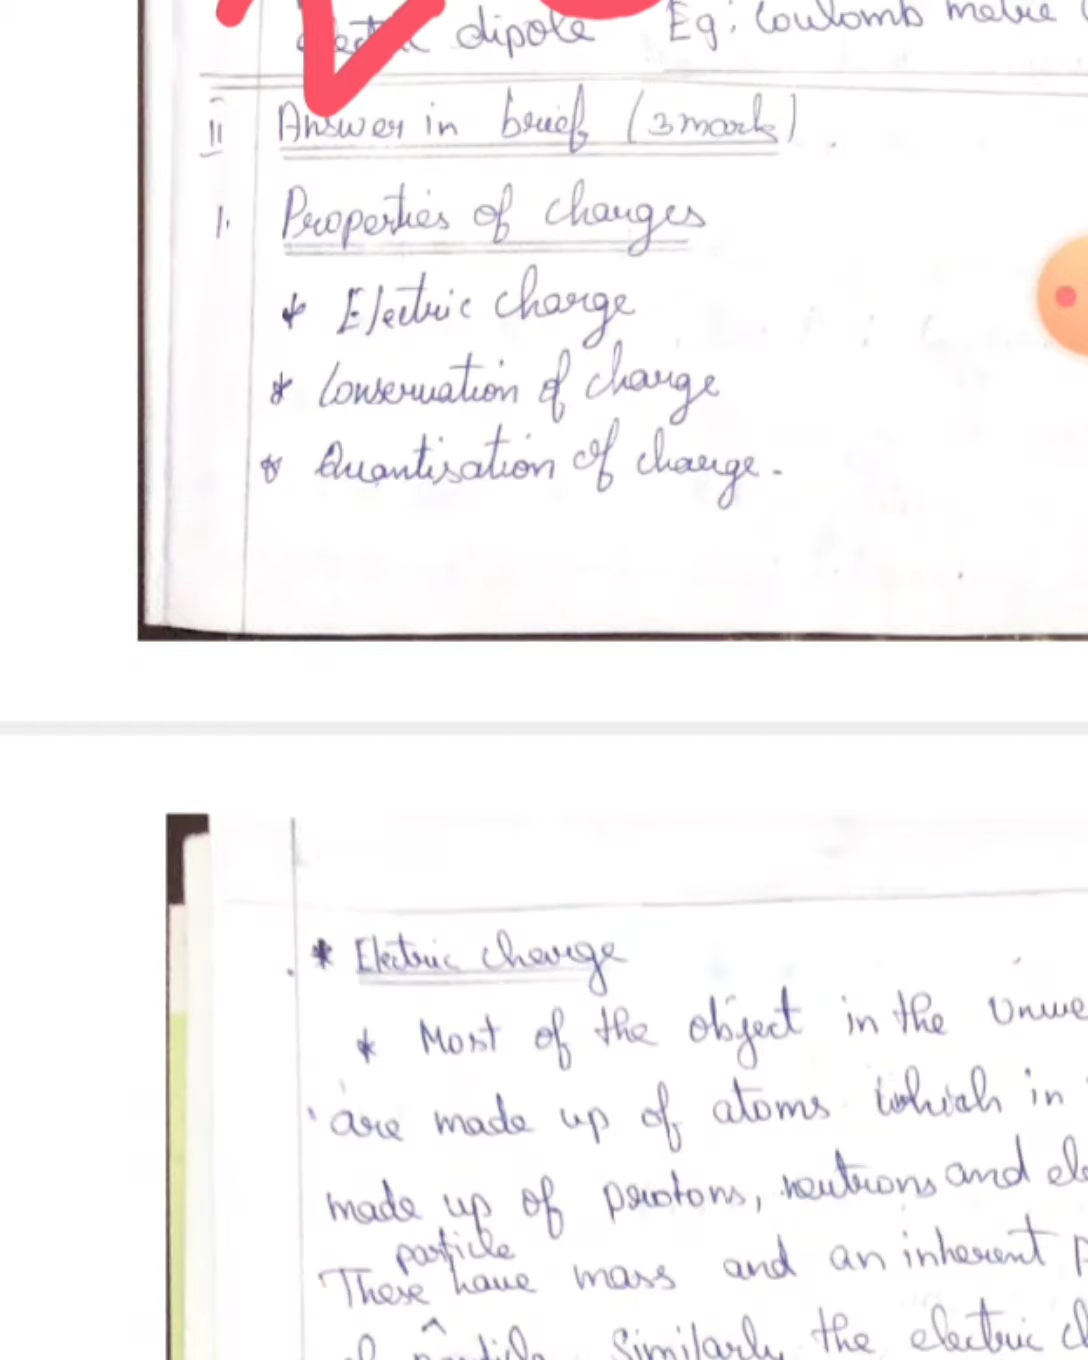 dipole Eg: Coulomb metre
II Answer in brief (3 mark)
1. Properties of charges
* Electric charge
* Conservation of charge
* Quantisation of charge.
* Electric charge
* Most of the object in the
are made up of atoms which in
made up of protons, neutrons and
particle
These have mass and an inherent
Similarly the electric